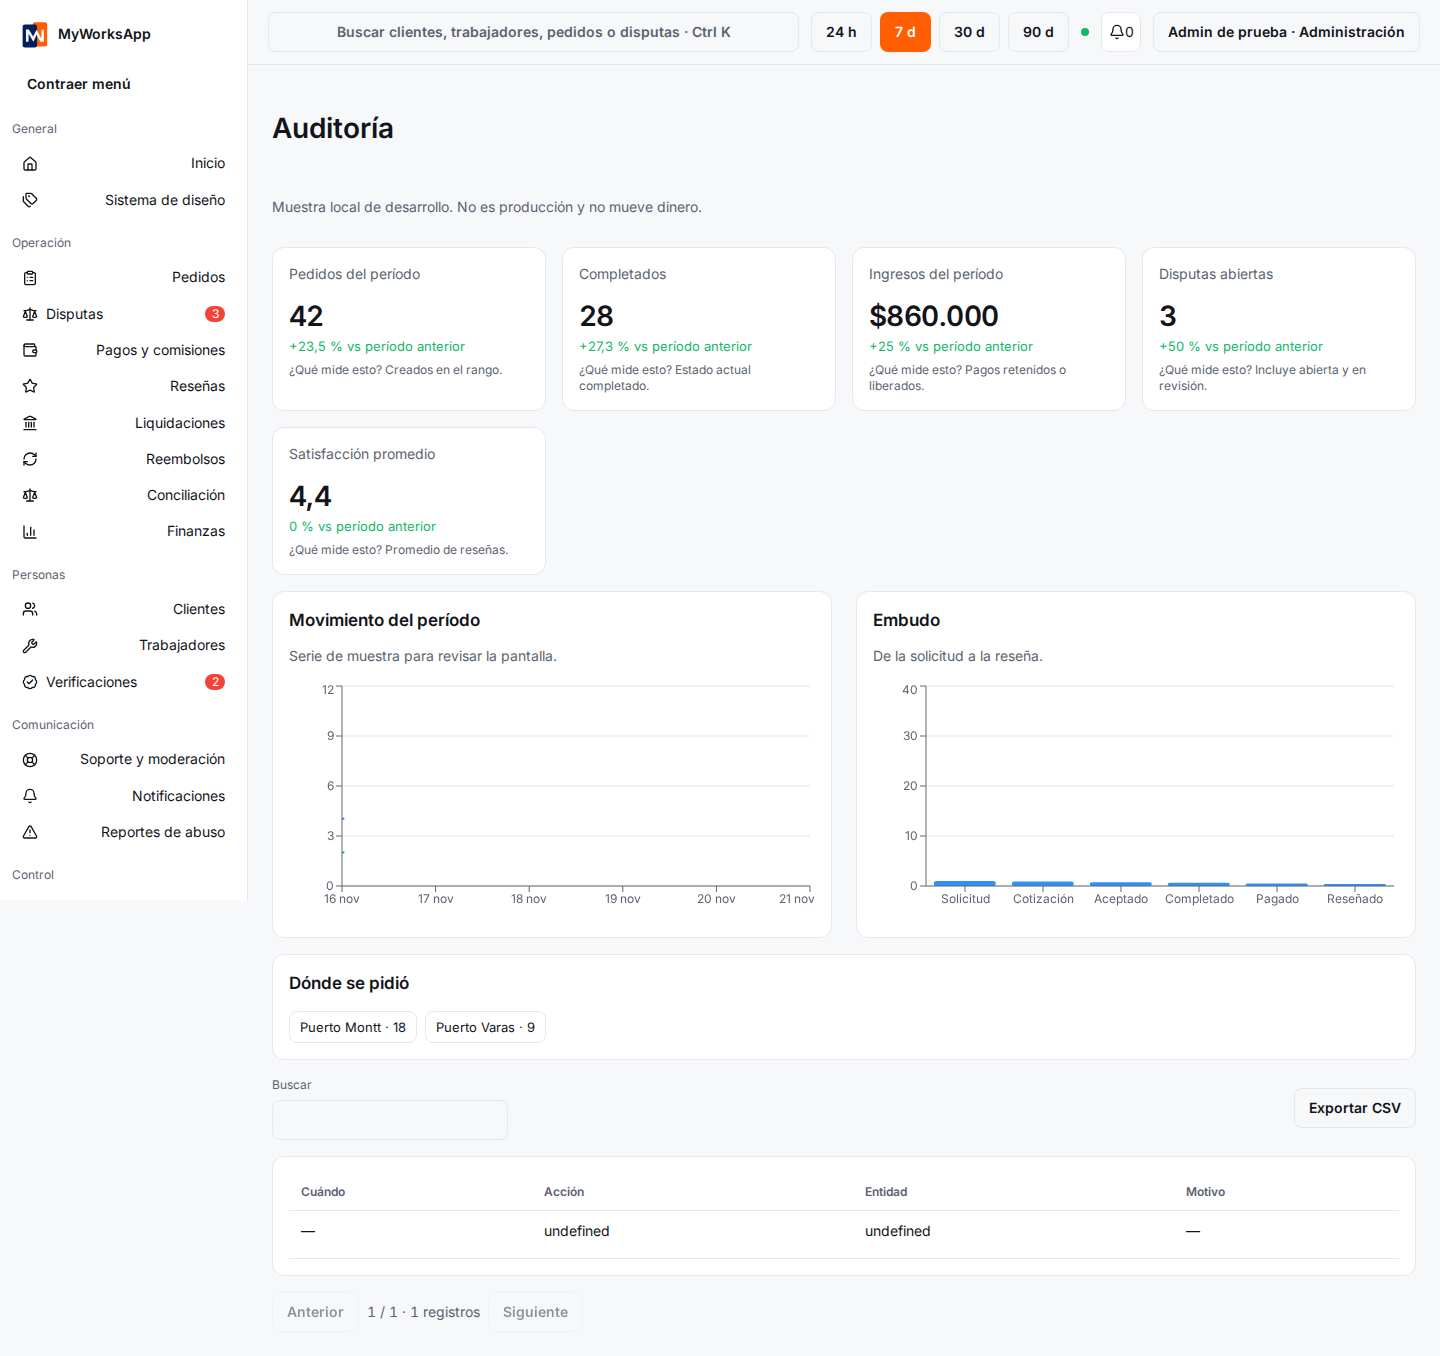 MyWorksApp
Contraer menú
General
Inicio
Sistema de diseño
Operación
Pedidos
Disputas 3
Pagos y comisiones
Reseñas
Liquidaciones
Reembolsos
Conciliación
Finanzas
Personas
Clientes
Trabajadores
Verificaciones 2
Comunicación
Soporte y moderación
Notificaciones
Reportes de abuso
Control
Buscar clientes, trabajadores, pedidos o disputas · Ctrl K
24 h
7 d
30 d
90 d
0
Admin de prueba · Administración
Auditoría
Muestra local de desarrollo. No es producción y no mueve dinero.
Pedidos del período
42
+23,5 % vs período anterior
¿Qué mide esto? Creados en el rango.
Completados
28
+27,3 % vs período anterior
¿Qué mide esto? Estado actual
completado.
Ingresos del período
$860.000
+25 % vs período anterior
¿Qué mide esto? Pagos retenidos o
liberados.
Disputas abiertas
3
+50 % vs período anterior
¿Qué mide esto? Incluye abierta y en
revisión.
Satisfacción promedio
4,4
0 % vs período anterior
¿Qué mide esto? Promedio de reseñas.
Movimiento del período
Serie de muestra para revisar la pantalla.
12
9
6
3
0
16 nov 17 nov 18 nov 19 nov 20 nov 21 nov
Embudo
De la solicitud a la reseña.
40
30
20
10
0
Solicitud Cotización Aceptado Completado Pagado Reseñado
Dónde se pidió
Puerto Montt · 18
Puerto Varas · 9
Buscar
Exportar CSV
Cuándo Acción Entidad Motivo
— undefined undefined —
Anterior 1 / 1 · 1 registros Siguiente